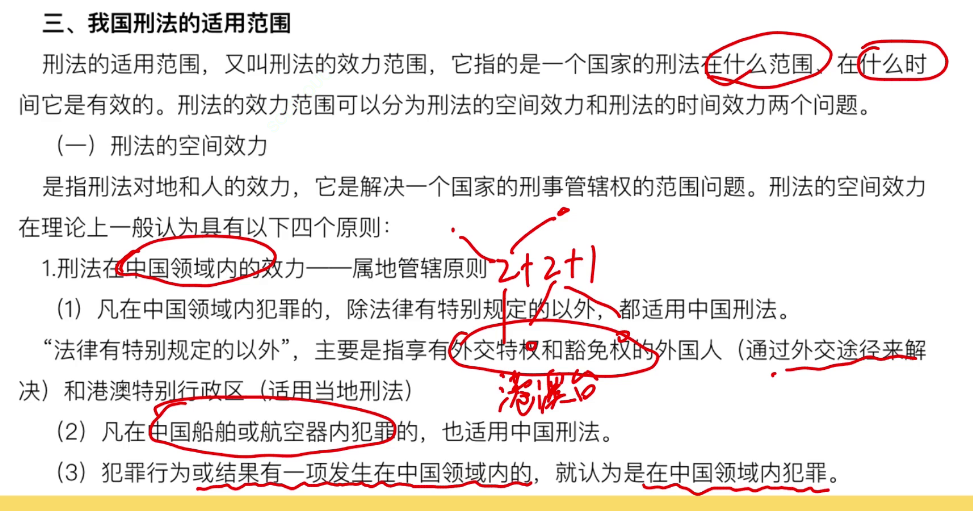 三、我国刑法的适用范围
刑法的适用范围，又叫刑法的效力范围，它指的是一个国家的刑法在什么范围、在什么时
间它是有效的。刑法的效力范围可以分为刑法的空间效力和刑法的时间效力两个问题。
（一）刑法的空间效力
是指刑法对地和人的效力，它是解决一个国家的刑事管辖权的范围问题。刑法的空间效力
在理论上一般认为具有以下四个原则：
1.刑法在中国领域内的效力——属地管辖原则
2+2+1
（1）凡在中国领域内犯罪的，除法律有特别规定的以外，都适用中国刑法。
“法律有特别规定的以外”，主要是指享有外交特权和豁免权的外国人（通过外交途径来解
决）和港澳特别行政区（适用当地刑法）
港澳台
（2）凡在中国船舶或航空器内犯罪的，也适用中国刑法。
（3）犯罪行为或结果有一项发生在中国领域内的，就认为是在中国领域内犯罪。